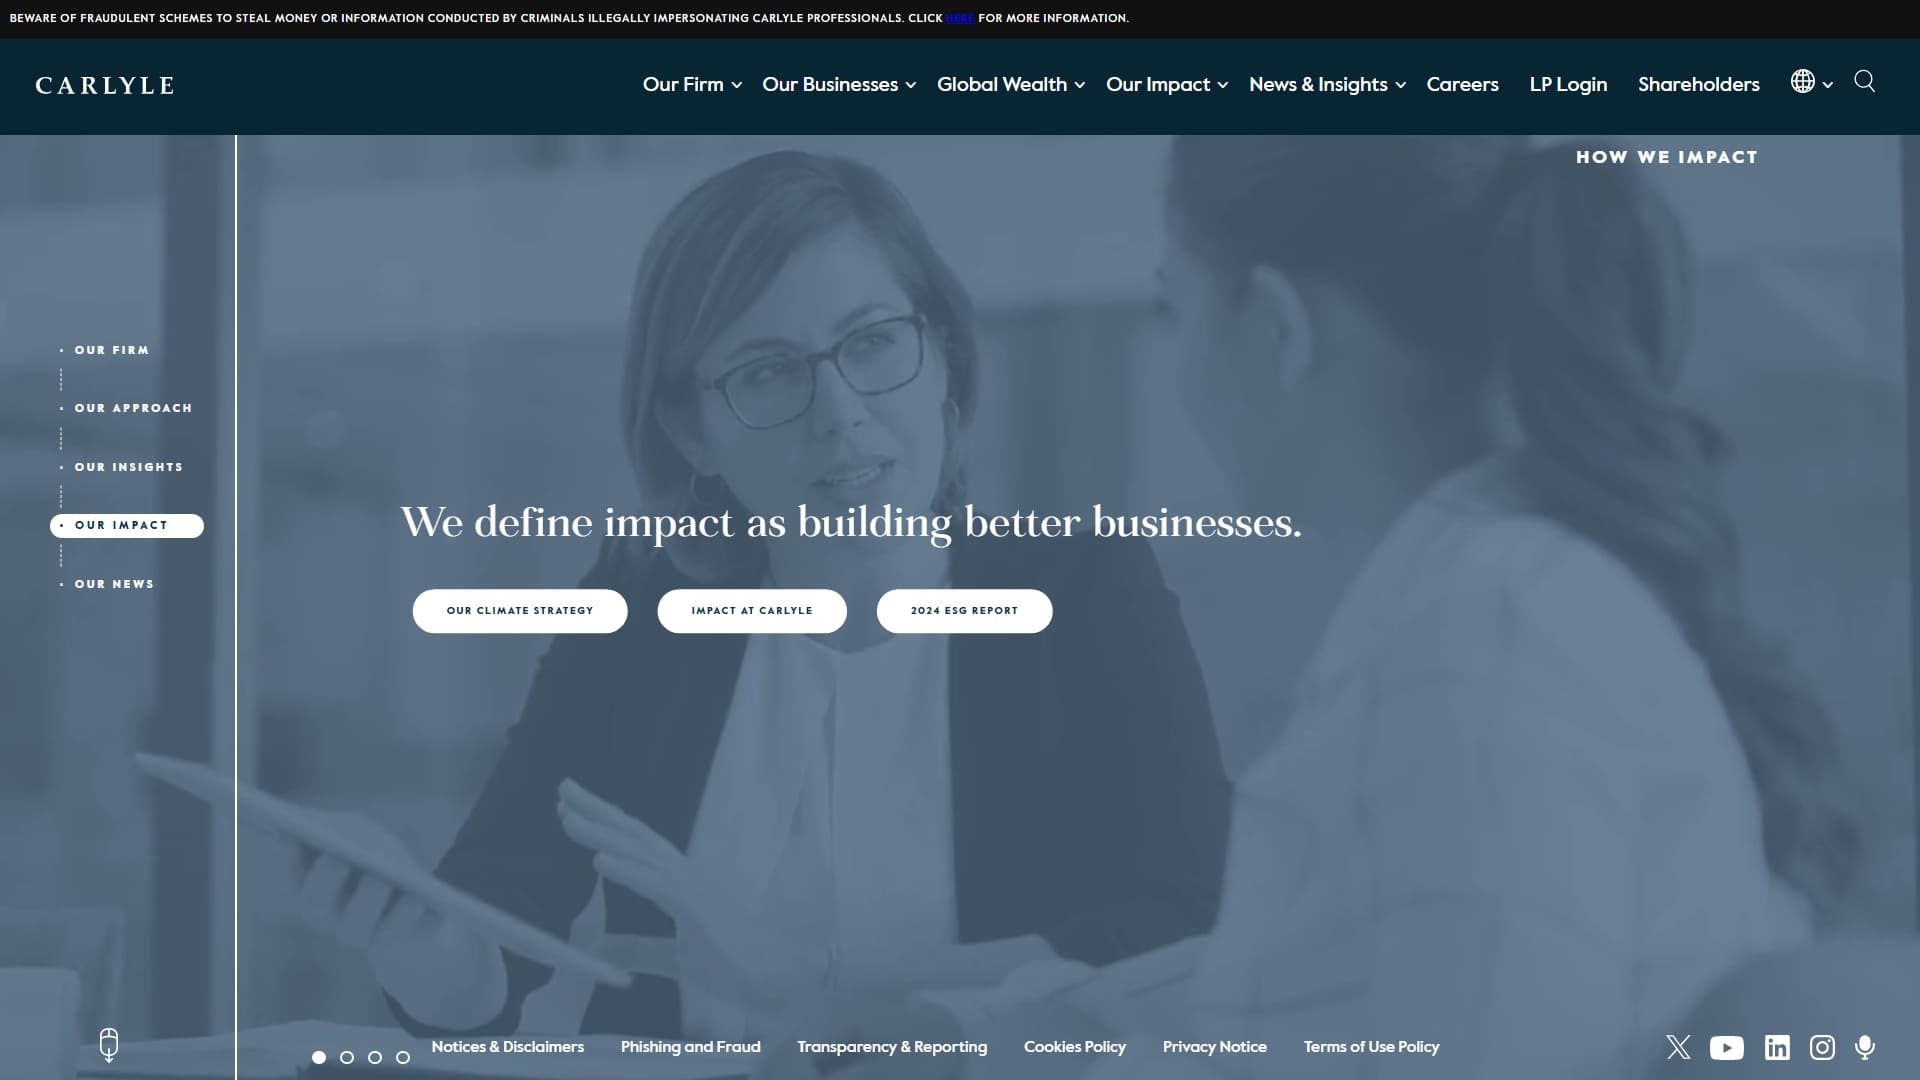 BEWARE OF FRAUDULENT SCHEMES TO STEAL MONEY OR INFORMATION CONDUCTED BY CRIMINALS ILLEGALLY IMPERSONATING CARLYLE PROFESSIONALS. CLICK HERE FOR MORE INFORMATION.
CARLYLE
Our Firm
Our Businesses
Global Wealth
Our Impact
News & Insights
Careers
LP Login
Shareholders
HOW WE IMPACT
OUR FIRM
OUR APPROACH
OUR INSIGHTS
OUR IMPACT
OUR NEWS
We define impact as building better businesses.
OUR CLIMATE STRATEGY
IMPACT AT CARLYLE
2024 ESG REPORT
Notices & Disclaimers
Phishing and Fraud
Transparency & Reporting
Cookies Policy
Privacy Notice
Terms of Use Policy